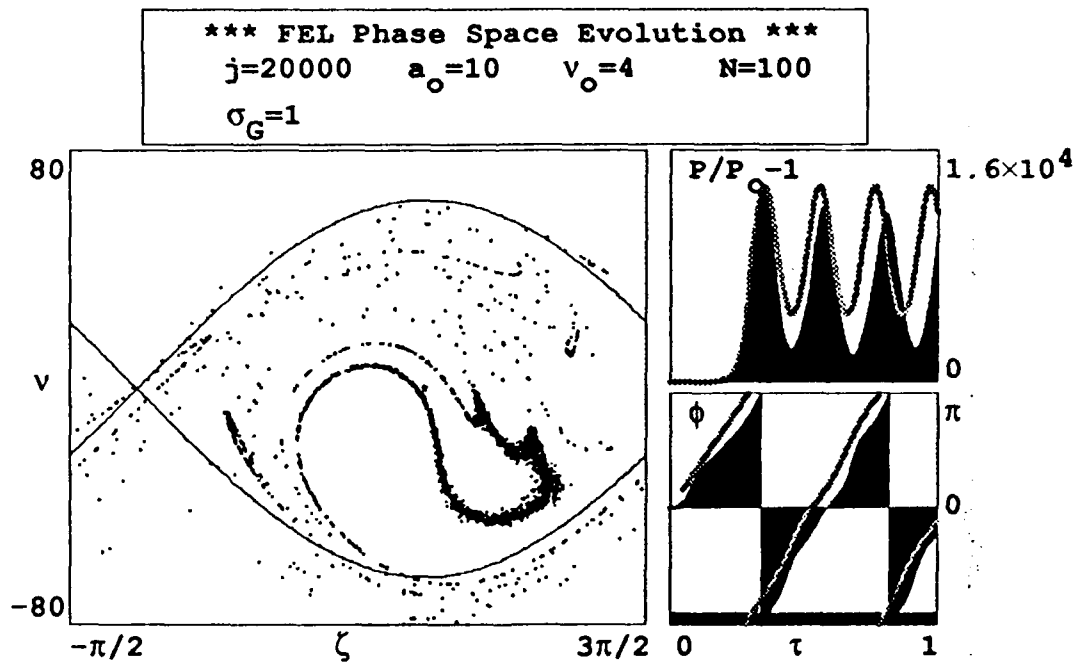 *** FEL Phase Space Evolution ***
j=20000 a₀=10 ν₀=4 N=100
σ_G=1
80
ν
-80
-π/2 ζ 3π/2
P/P₀-1
1.6×10⁴
0
ϕ
π
0
0 τ 1